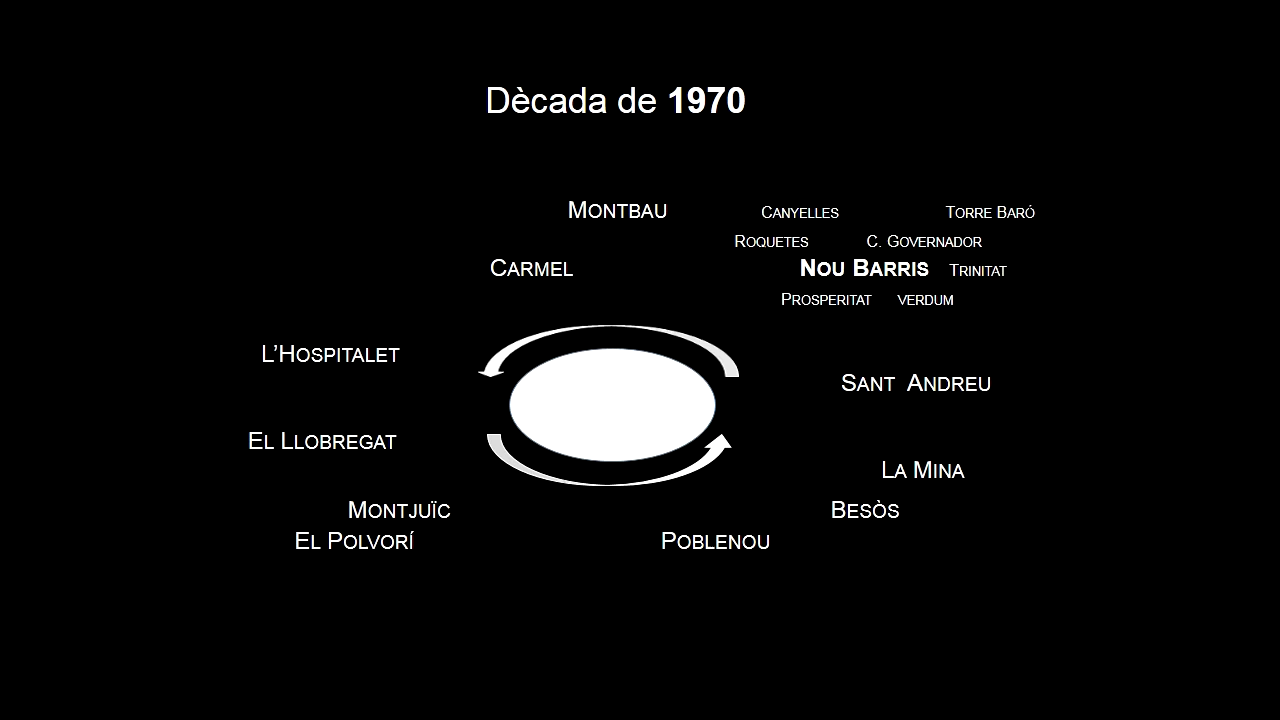 Dècada de 1970
Montbau
Canyelles
Torre Baró
Roquetes
C. Governador
Carmel
Nou Barris
Trinitat
Prosperitat
verdum
L’Hospitalet
Sant Andreu
El Llobregat
La Mina
Montjuïc
Besòs
El Polvorí
Poblenou